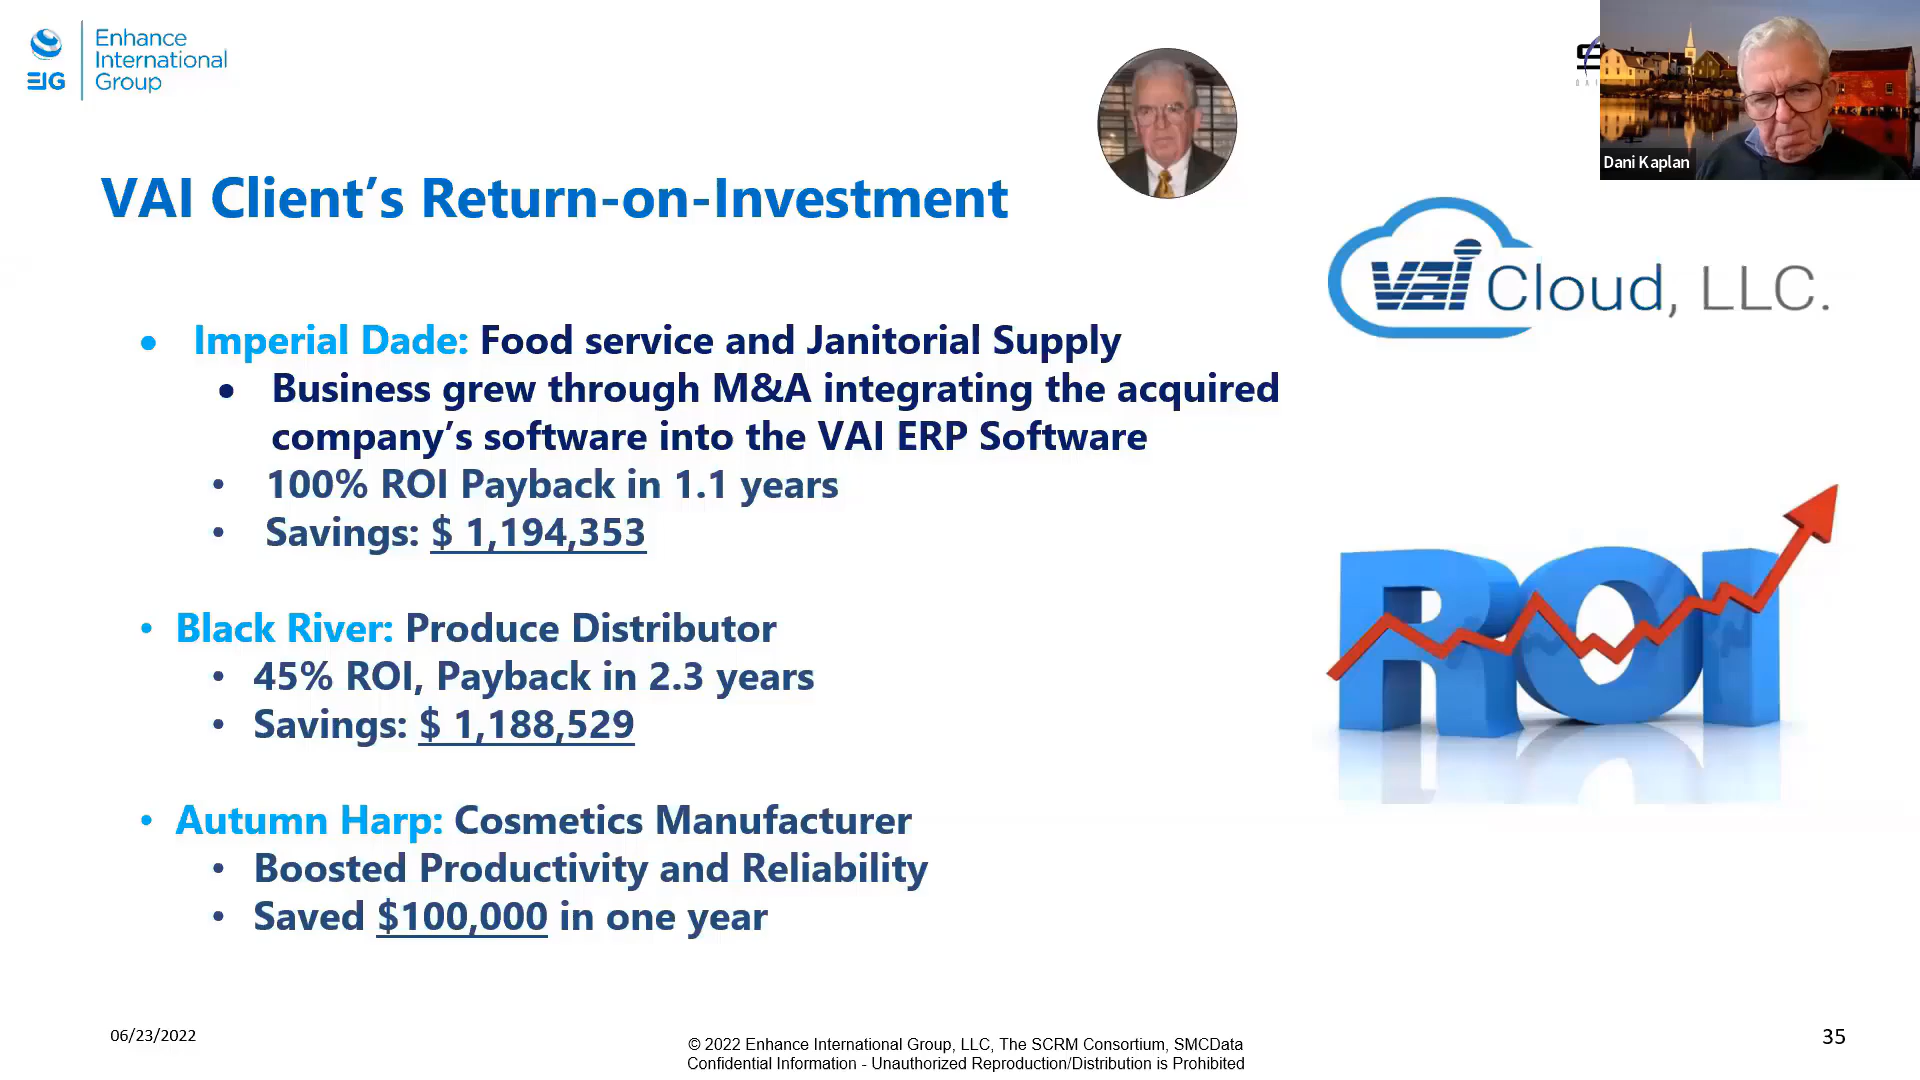 Enhance
International
Group
EIG
Dani Kaplan
VAI Client’s Return-on-Investment
vai Cloud, LLC.
• Imperial Dade: Food service and Janitorial Supply
• Business grew through M&A integrating the acquired
company’s software into the VAI ERP Software
• 100% ROI Payback in 1.1 years
• Savings: $ 1,194,353
• Black River: Produce Distributor
• 45% ROI, Payback in 2.3 years
• Savings: $ 1,188,529
ROI
• Autumn Harp: Cosmetics Manufacturer
• Boosted Productivity and Reliability
• Saved $100,000 in one year
06/23/2022
© 2022 Enhance International Group, LLC, The SCRM Consortium, SMCData
Confidential Information - Unauthorized Reproduction/Distribution is Prohibited
35